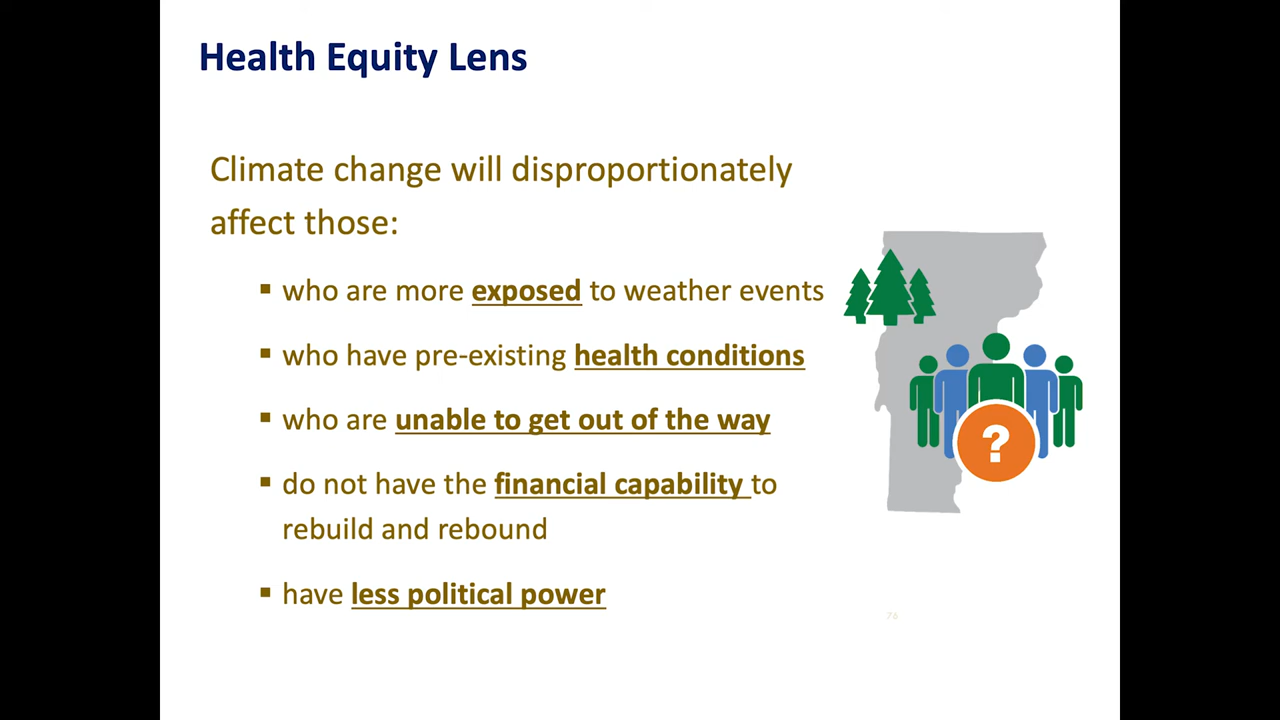 Health Equity Lens
Climate change will disproportionately
affect those:
▪ who are more exposed to weather events
▪ who have pre-existing health conditions
▪ who are unable to get out of the way
▪ do not have the financial capability to
rebuild and rebound
▪ have less political power
?
76